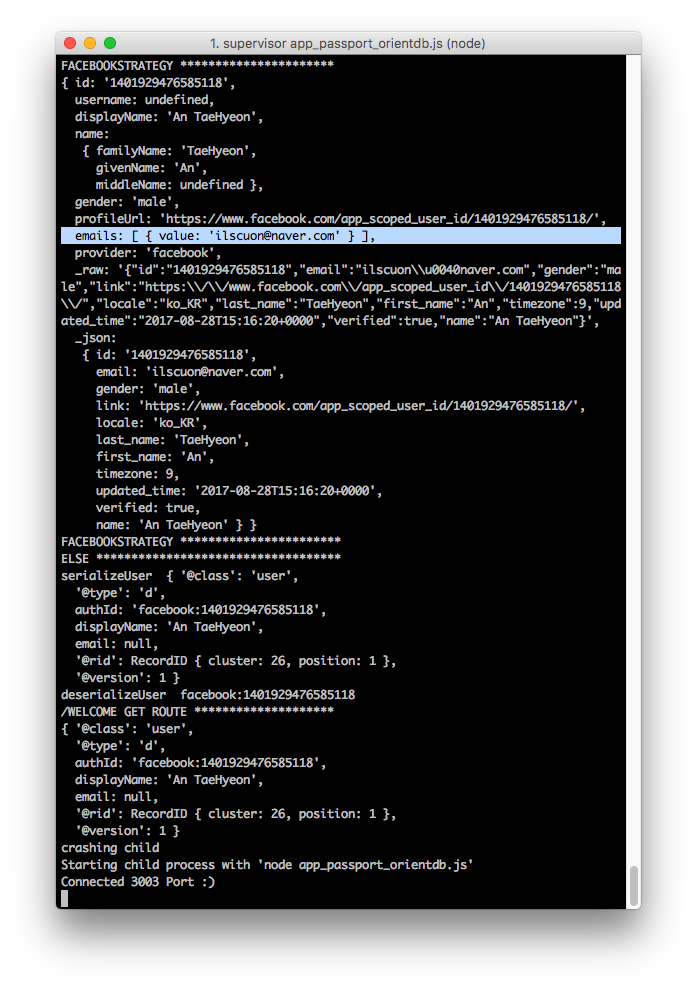 1. supervisor app_passport_orientdb.js (node)
FACEBOOKSTRATEGY **********************
{ id: '1401929476585118',
username: undefined,
displayName: 'An TaeHyeon',
name:
{ familyName: 'TaeHyeon',
givenName: 'An',
middleName: undefined },
gender: 'male',
profileUrl: 'https://www.facebook.com/app_scoped_user_id/1401929476585118/',
emails: [ { value: 'ilscuon@naver.com' } ],
provider: 'facebook',
_raw: '{"id":"1401929476585118","email":"ilscuon\\u0040naver.com","gender":"ma
le","link":"https:\\/\\/www.facebook.com\\/app_scoped_user_id\\/1401929476585118
\\/","locale":"ko_KR","last_name":"TaeHyeon","first_name":"An","timezone":9,"upd
ated_time":"2017-08-28T15:16:20+0000","verified":true,"name":"An TaeHyeon"}',
_json:
{ id: '1401929476585118',
email: 'ilscuon@naver.com',
gender: 'male',
link: 'https://www.facebook.com/app_scoped_user_id/1401929476585118/',
locale: 'ko_KR',
last_name: 'TaeHyeon',
first_name: 'An',
timezone: 9,
updated_time: '2017-08-28T15:16:20+0000',
verified: true,
name: 'An TaeHyeon' } }
FACEBOOKSTRATEGY ***********************
ELSE ***********************************
serializeUser  { '@class': 'user',
'@type': 'd',
authId: 'facebook:1401929476585118',
displayName: 'An TaeHyeon',
email: null,
'@rid': RecordID { cluster: 26, position: 1 },
'@version': 1 }
deserializeUser  facebook:1401929476585118
/WELCOME GET ROUTE ********************
{ '@class': 'user',
'@type': 'd',
authId: 'facebook:1401929476585118',
displayName: 'An TaeHyeon',
email: null,
'@rid': RecordID { cluster: 26, position: 1 },
'@version': 1 }
crashing child
Starting child process with 'node app_passport_orientdb.js'
Connected 3003 Port :)